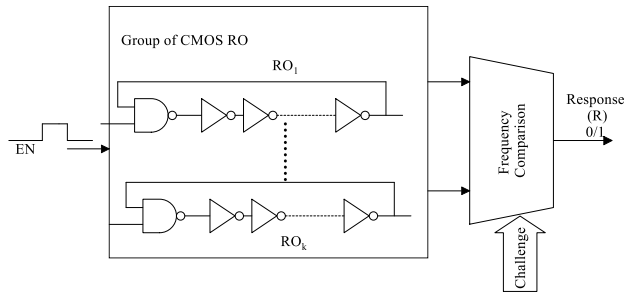 Group of CMOS RO
RO1
EN
ROk
Frequency
Comparison
Response
(R)
0/1
Challenge